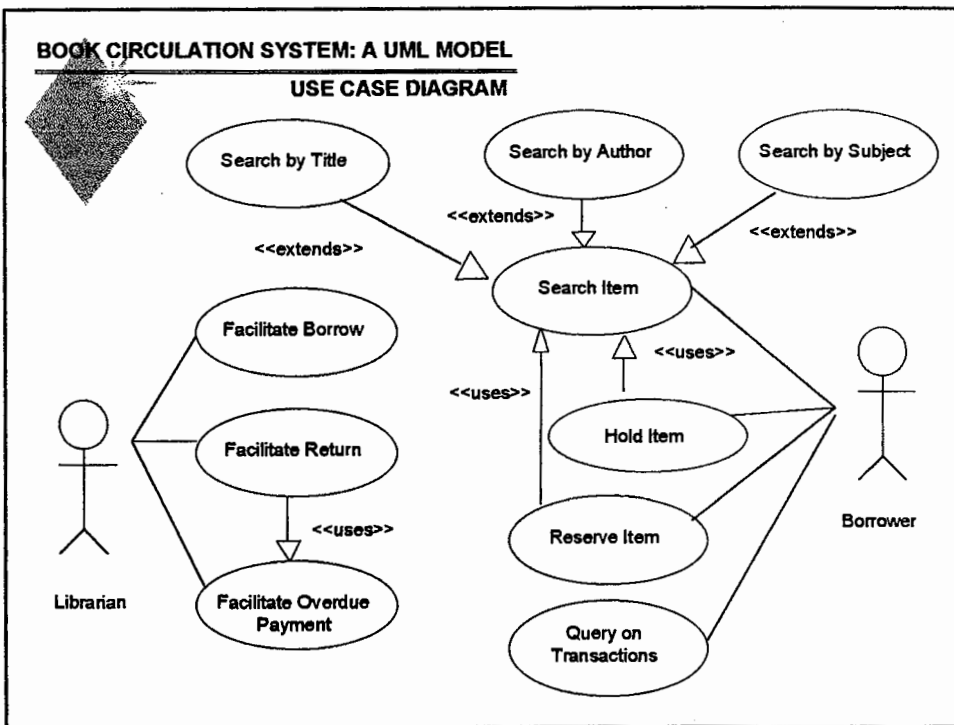 BOOK CIRCULATION SYSTEM: A UML MODEL
USE CASE DIAGRAM
Search by Title
Search by Author
Search by Subject
<<extends>>
<<extends>>
<<extends>>
Search Item
Facilitate Borrow
<<uses>>
<<uses>>
Hold Item
Facilitate Return
<<uses>>
Reserve Item
Borrower
Librarian
Facilitate Overdue
Payment
Query on
Transactions